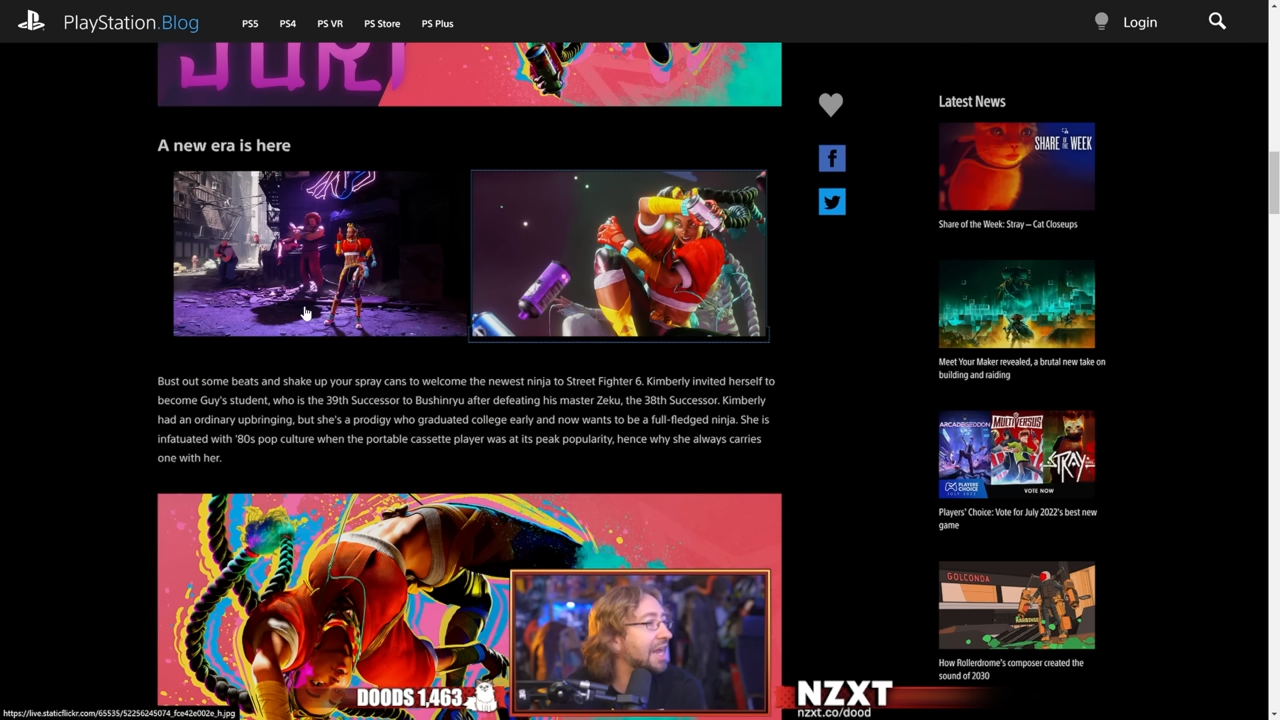 PlayStation.Blog
PS5
PS4
PS VR
PS Store
PS Plus
Login
JURI
A new era is here
Bust out some beats and shake up your spray cans to welcome the newest ninja to Street Fighter 6. Kimberly invited herself to
become Guy's student, who is the 39th Successor to Bushinryu after defeating his master Zeku, the 38th Successor. Kimberly
had an ordinary upbringing, but she's a prodigy who graduated college early and now wants to be a full-fledged ninja. She is
infatuated with '80s pop culture when the portable cassette player was at its peak popularity, hence why she always carries
one with her.
Latest News
SHARE OF THE WEEK
Share of the Week: Stray – Cat Closeups
Meet Your Maker revealed, a brutal new take on
building and raiding
ARCADEGEDDON
MULTIVERSUS
STRAY
PLAYERS CHOICE
JULY 2022
VOTE NOW
Players' Choice: Vote for July 2022's best new
game
GOLCONDA
How Rollerdrome's composer created the
sound of 2030
DOODS 1,463
NZXT
nzxt.co/dood
https://live.staticflickr.com/65535/52256245074_fce42e002e_h.jpg